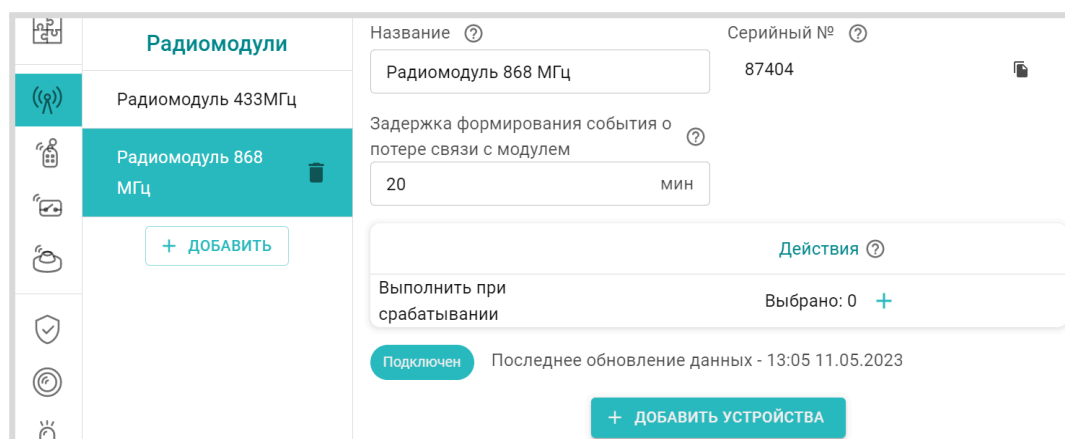 Радиомодули
Радиомодуль 433МГц
Радиомодуль 868
МГц
+ ДОБАВИТЬ
Название
Серийный №
Радиомодуль 868 МГц
87404
Задержка формирования события о
потере связи с модулем
20 мин
Действия
Выполнить при
срабатывании
Выбрано: 0 +
Подключен
Последнее обновление данных - 13:05 11.05.2023
+ ДОБАВИТЬ УСТРОЙСТВА